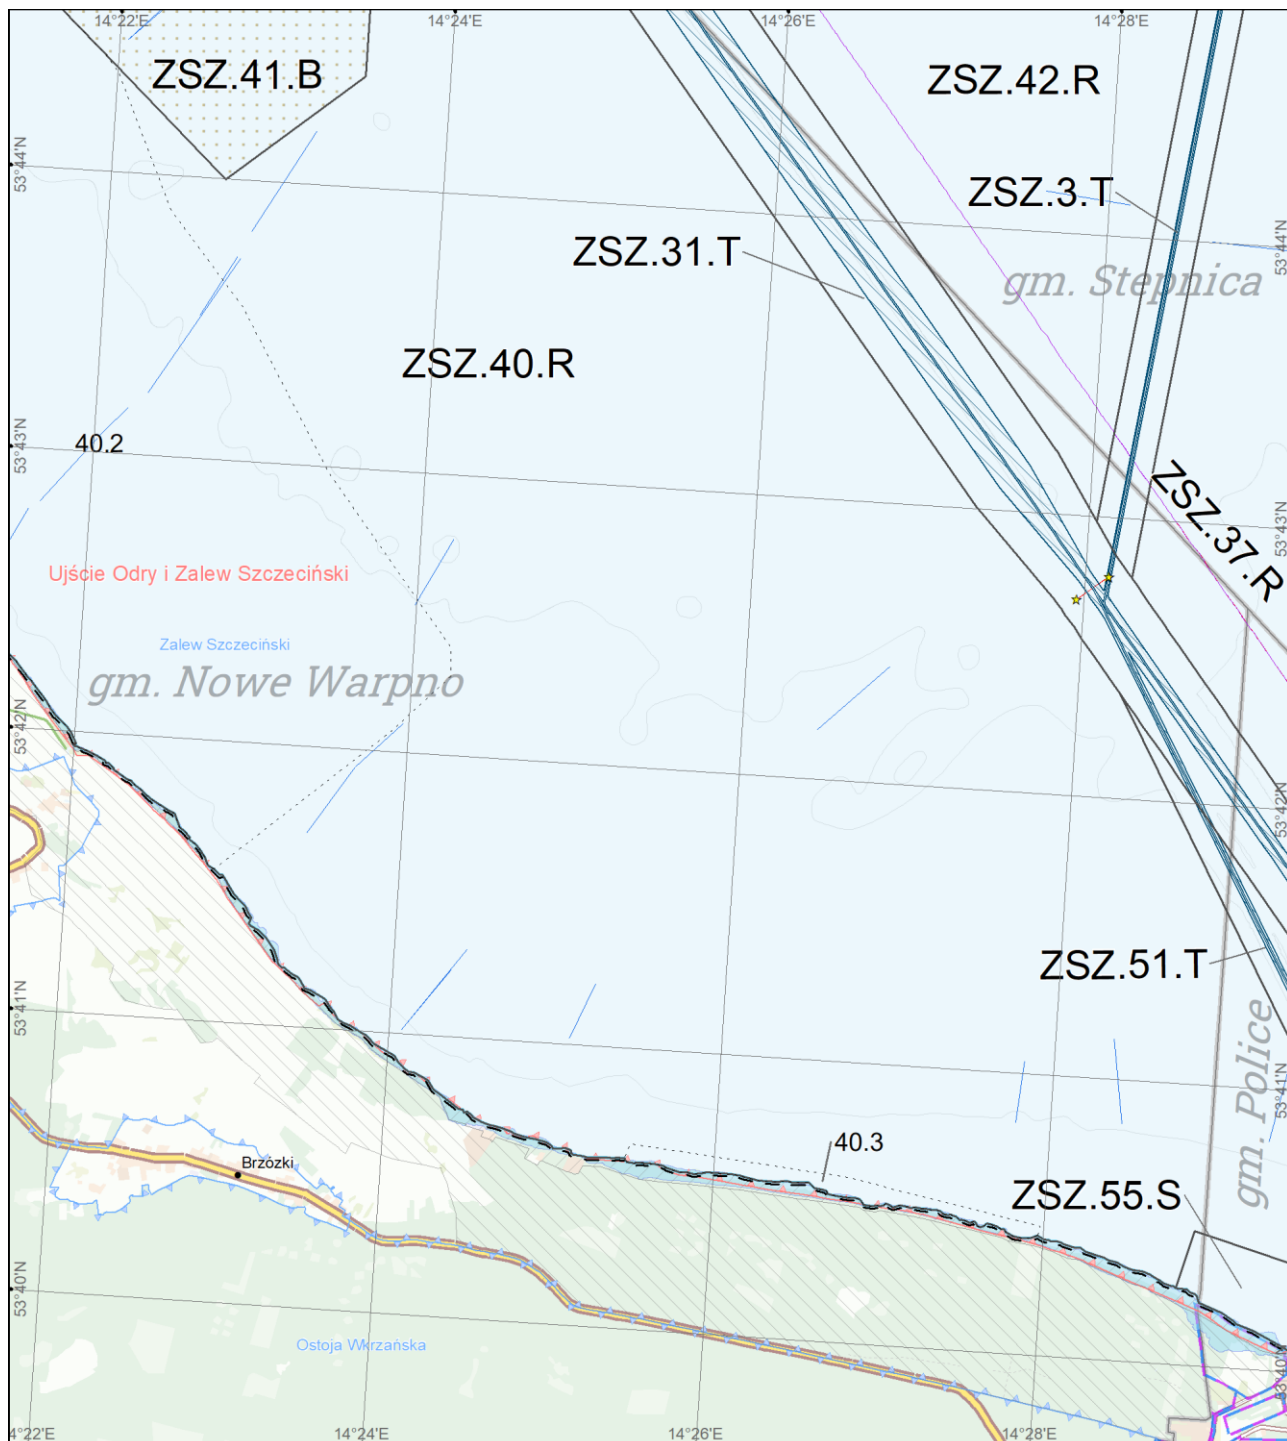 14°22'E
14°24'E
14°26'E
14°28'E
ZSZ.41.B
ZSZ.42.R
53°44'N
ZSZ.3.T
ZSZ.31.T
53°44'N
gm. Stepnica
ZSZ.40.R
53°43'N
40.2
ZSZ.37.R
53°43'N
Ujście Odry i Zalew Szczeciński
Zalew Szczeciński
gm. Nowe Warpno
53°42'N
53°42'N
ZSZ.51.T
53°41'N
gm. Police
53°41'N
40.3
Brzózki
ZSZ.55.S
53°40'N
Ostoja Wkrzańska
53°40'N
4°22'E
14°24'E
14°26'E
14°28'E